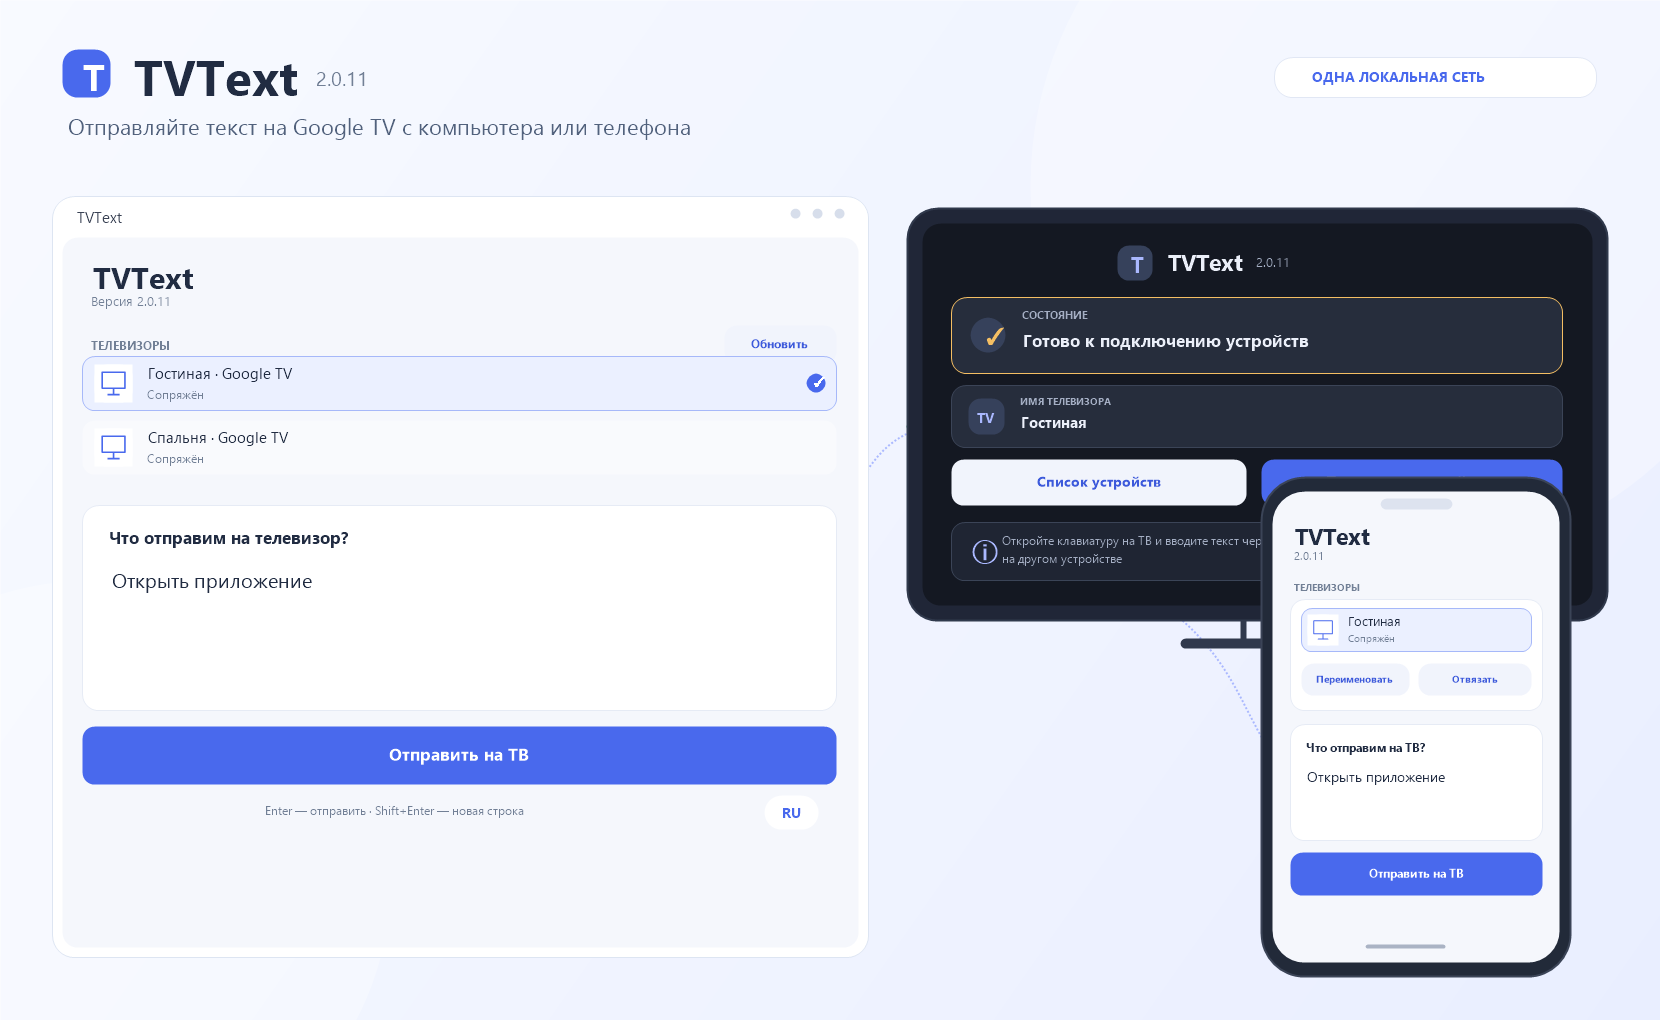 T TVText 2.0.11
Отправляйте текст на Google TV с компьютера или телефона
ОДНА ЛОКАЛЬНАЯ СЕТЬ
TVText
TVText
Версия 2.0.11
ТЕЛЕВИЗОРЫ
Обновить
Гостиная · Google TV
Сопряжён
Спальня · Google TV
Сопряжён
Что отправим на телевизор?
Открыть приложение
Отправить на ТВ
Enter — отправить · Shift+Enter — новая строка
RU
T TVText 2.0.11
СОСТОЯНИЕ
Готово к подключению устройств
TV
ИМЯ ТЕЛЕВИЗОРА
Гостиная
Список устройств
Откройте клавиатуру на ТВ и вводите текст чер
на другом устройстве
TVText
2.0.11
ТЕЛЕВИЗОРЫ
Гостиная
Сопряжён
Переименовать
Отвязать
Что отправим на ТВ?
Открыть приложение
Отправить на ТВ